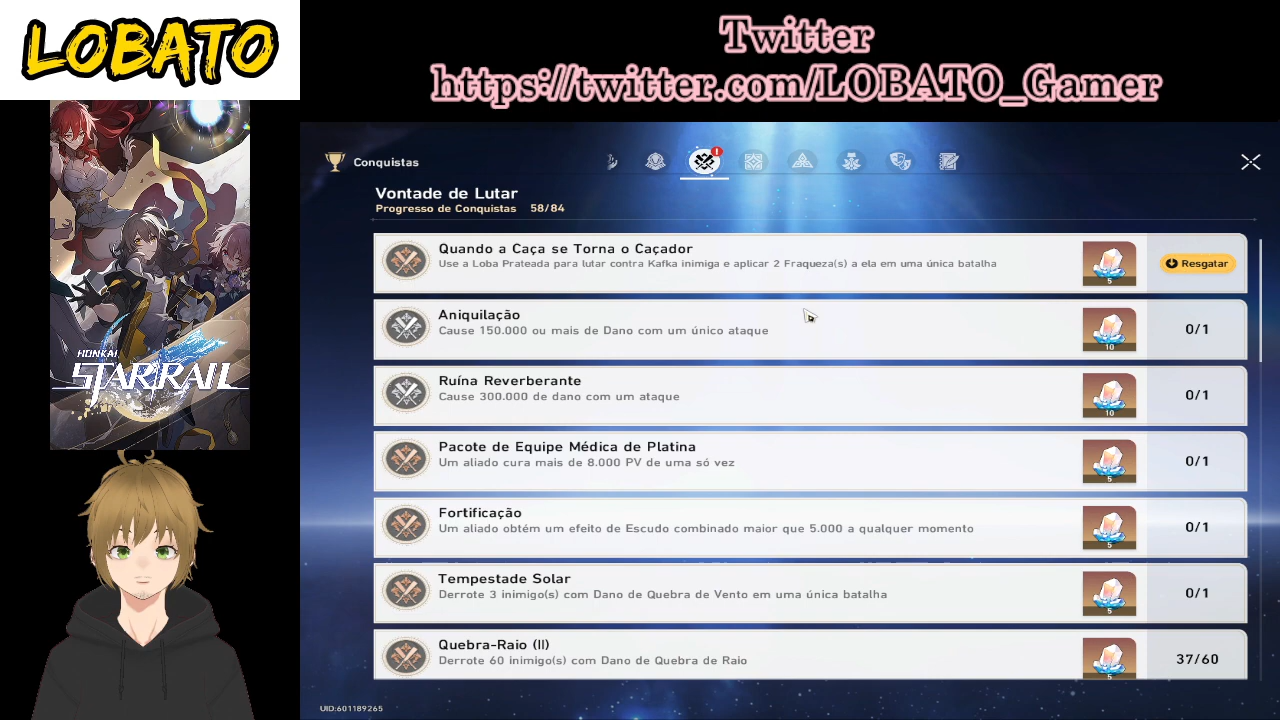 LOBATO
Twitter
https://twitter.com/LOBATO_Gamer
HONKAI
STAR RAIL
Conquistas
Vontade de Lutar
Progresso de Conquistas 58/84
Quando a Caça se Torna o Caçador
Use a Loba Prateada para lutar contra Kafka inimiga e aplicar 2 Fraqueza(s) a ela em uma única batalha
5
Resgatar
Aniquilação
Cause 150.000 ou mais de Dano com um único ataque
10
0/1
Ruína Reverberante
Cause 300.000 de dano com um ataque
10
0/1
Pacote de Equipe Médica de Platina
Um aliado cura mais de 8.000 PV de uma só vez
5
0/1
Fortificação
Um aliado obtém um efeito de Escudo combinado maior que 5.000 a qualquer momento
5
0/1
Tempestade Solar
Derrote 3 inimigo(s) com Dano de Quebra de Vento em uma única batalha
5
0/1
Quebra-Raio (II)
Derrote 60 inimigo(s) com Dano de Quebra de Raio
5
37/60
UID:601189265